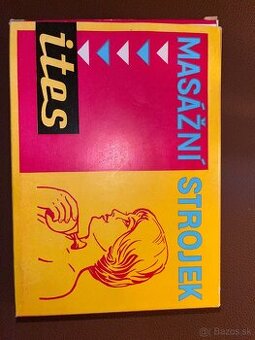 MASÁŽNÍ
STROJEK
ites
© Bazos.sk